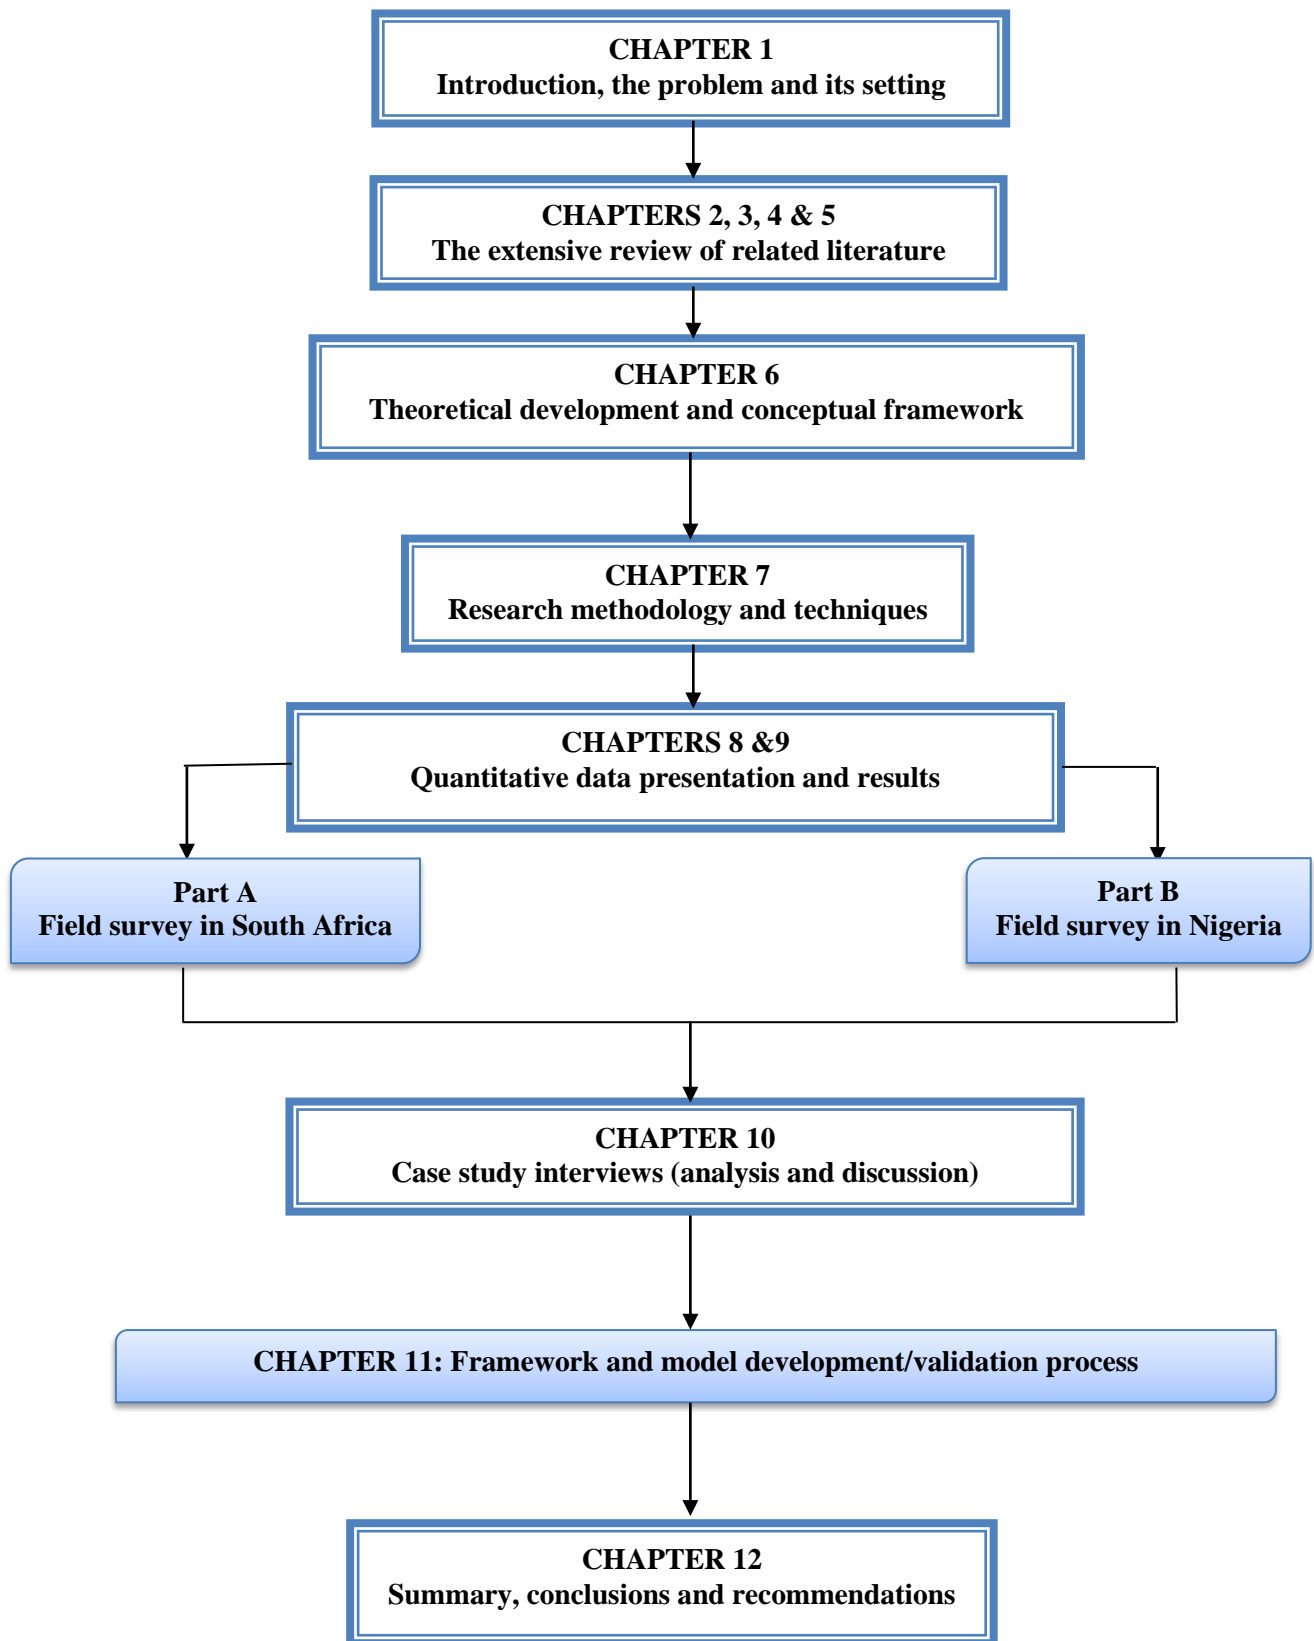 CHAPTER 1
Introduction, the problem and its setting
CHAPTERS 2, 3, 4 & 5
The extensive review of related literature
CHAPTER 6
Theoretical development and conceptual framework
CHAPTER 7
Research methodology and techniques
CHAPTERS 8 &9
Quantitative data presentation and results
Part A
Field survey in South Africa
Part B
Field survey in Nigeria
CHAPTER 10
Case study interviews (analysis and discussion)
CHAPTER 11: Framework and model development/validation process
CHAPTER 12
Summary, conclusions and recommendations